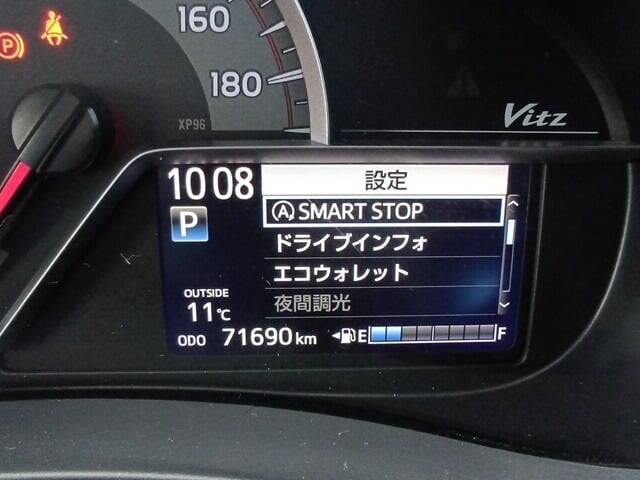 160
180
XP96
Vitz
10 08
設定
P
Ⓐ SMART STOP
ドライブインフォ
エコウォレット
夜間調光
OUTSIDE
11℃
ODO 71690 km
E F